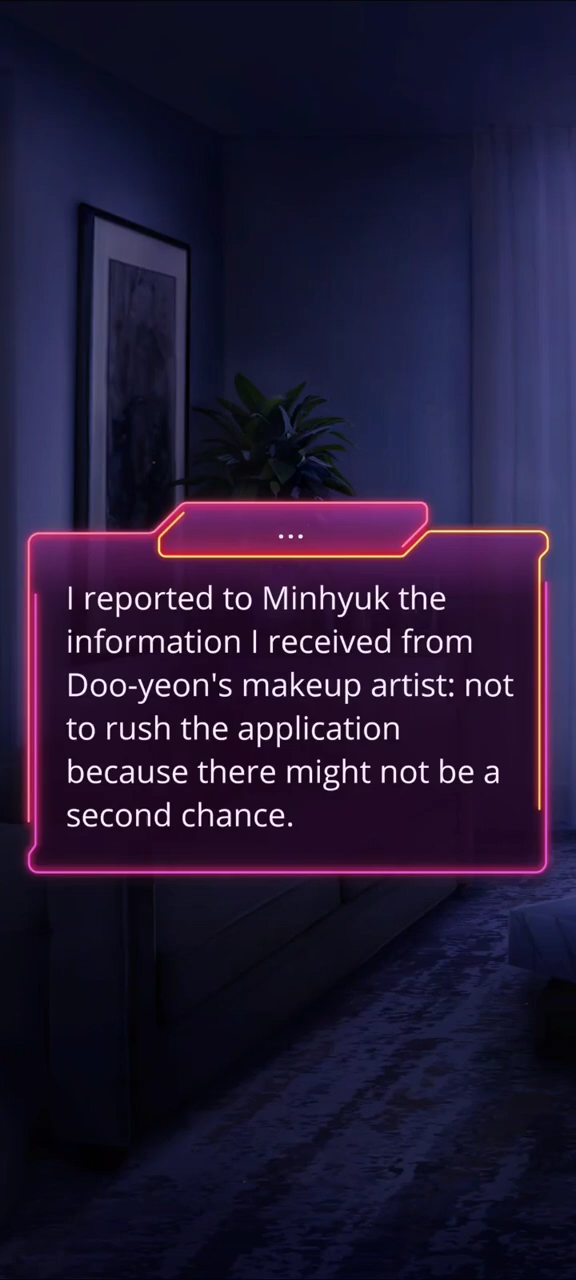 ...
I reported to Minhyuk the
information I received from
Doo-yeon's makeup artist: not
to rush the application
because there might not be a
second chance.